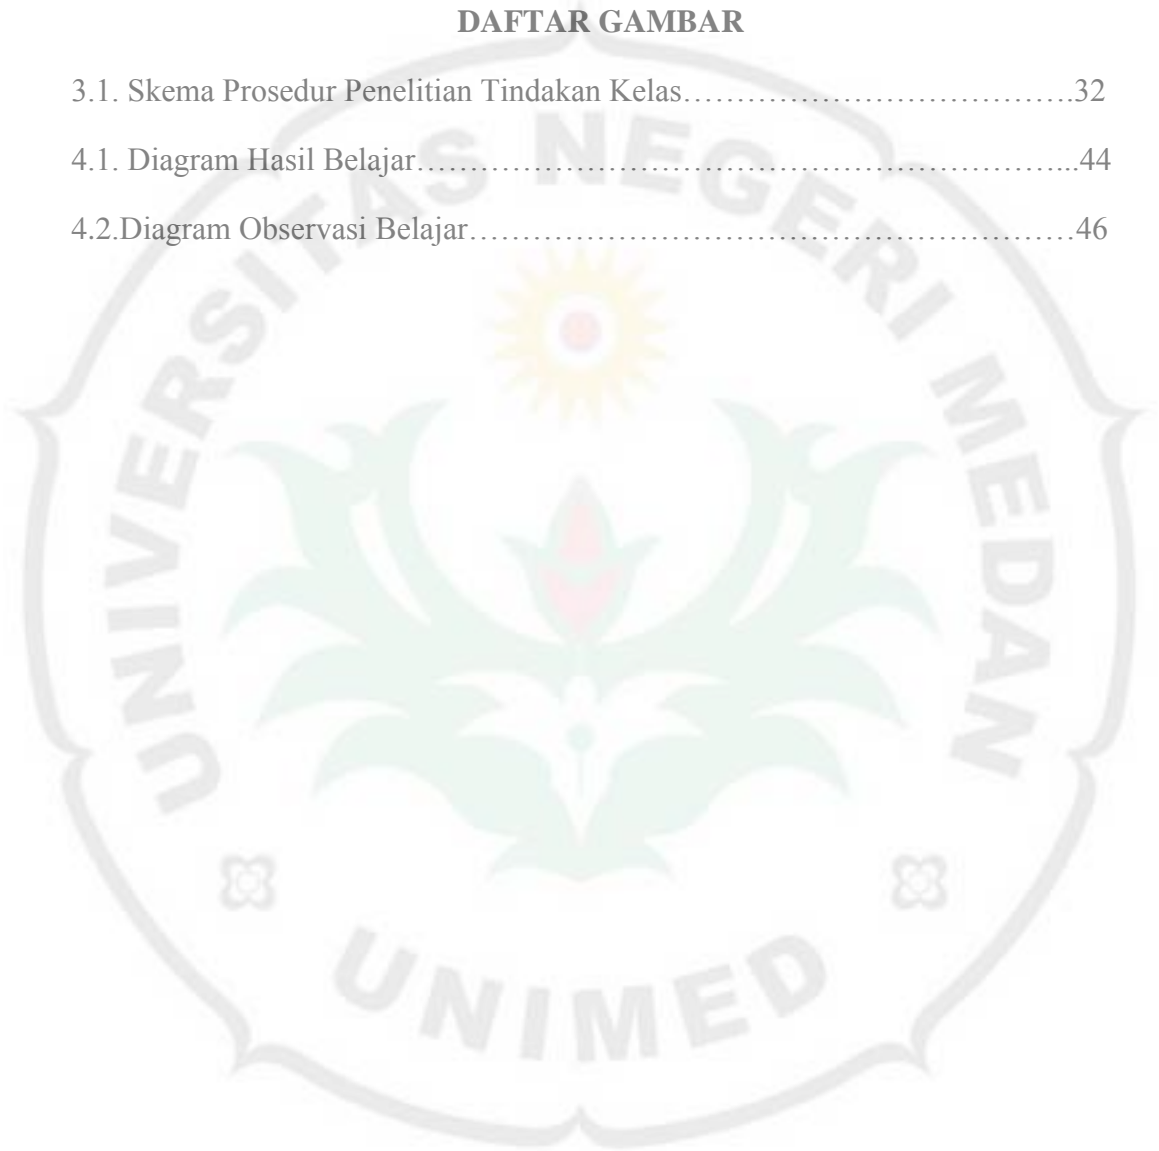 DAFTAR GAMBAR
3.1. Skema Prosedur Penelitian Tindakan Kelas……………………………..32
4.1. Diagram Hasil Belajar……………………………………………………...44
4.2.Diagram Observasi Belajar…………………………………………………46
UNIVERSITAS NEGERI MEDAN
UNIMED